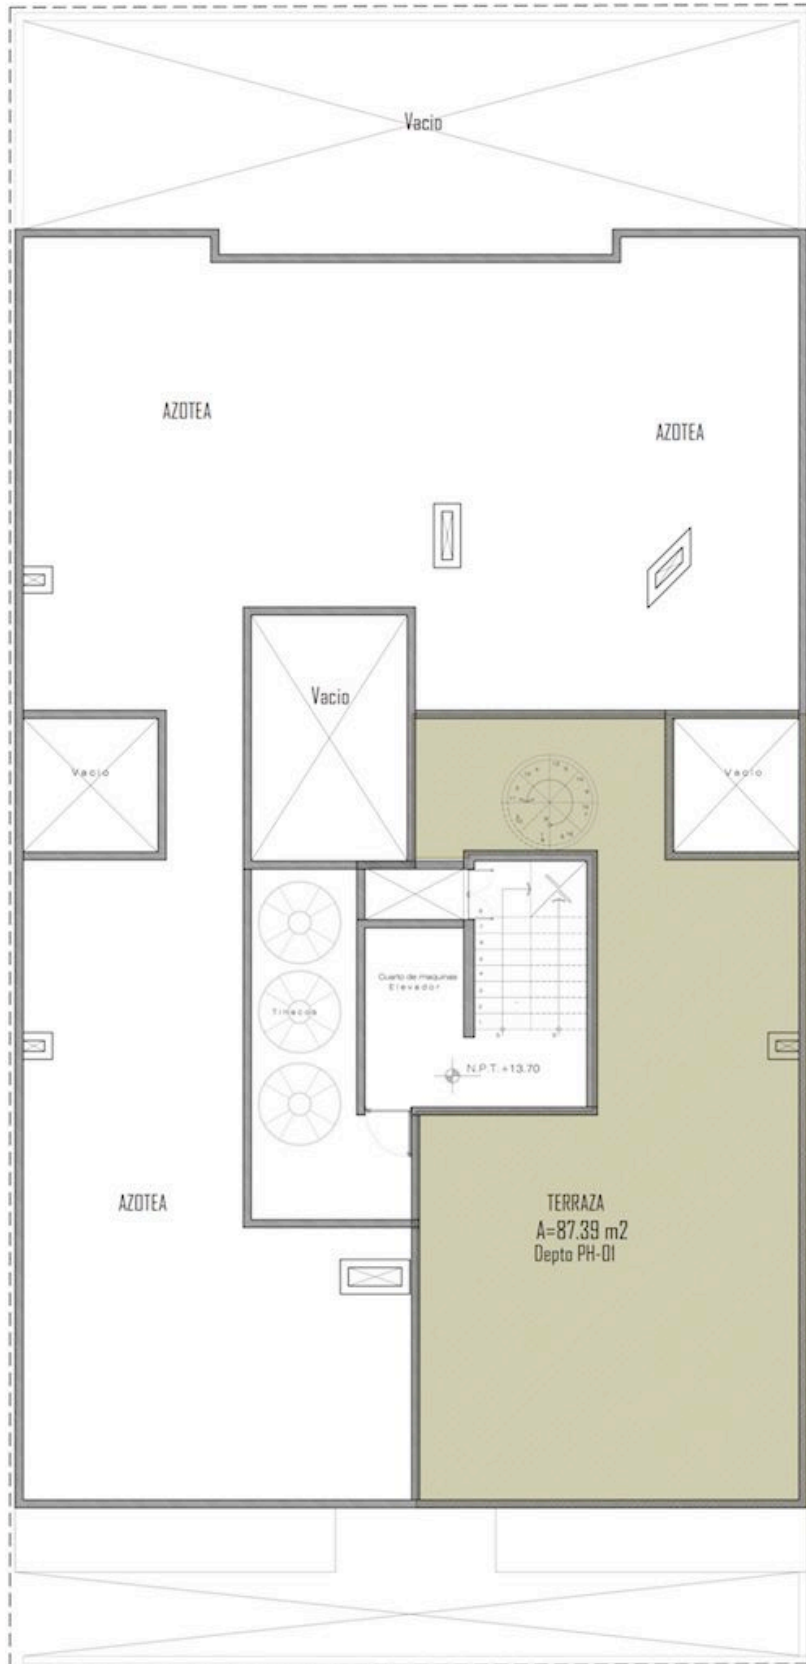 Vacio
AZOTEA
AZOTEA
Vacio
Vacio
Vacio
Cuarto de maquinas
Elevador
Tinacos
N.P.T. +13.70
AZOTEA
TERRAZA
A=87.39 m2
Depto PH-01